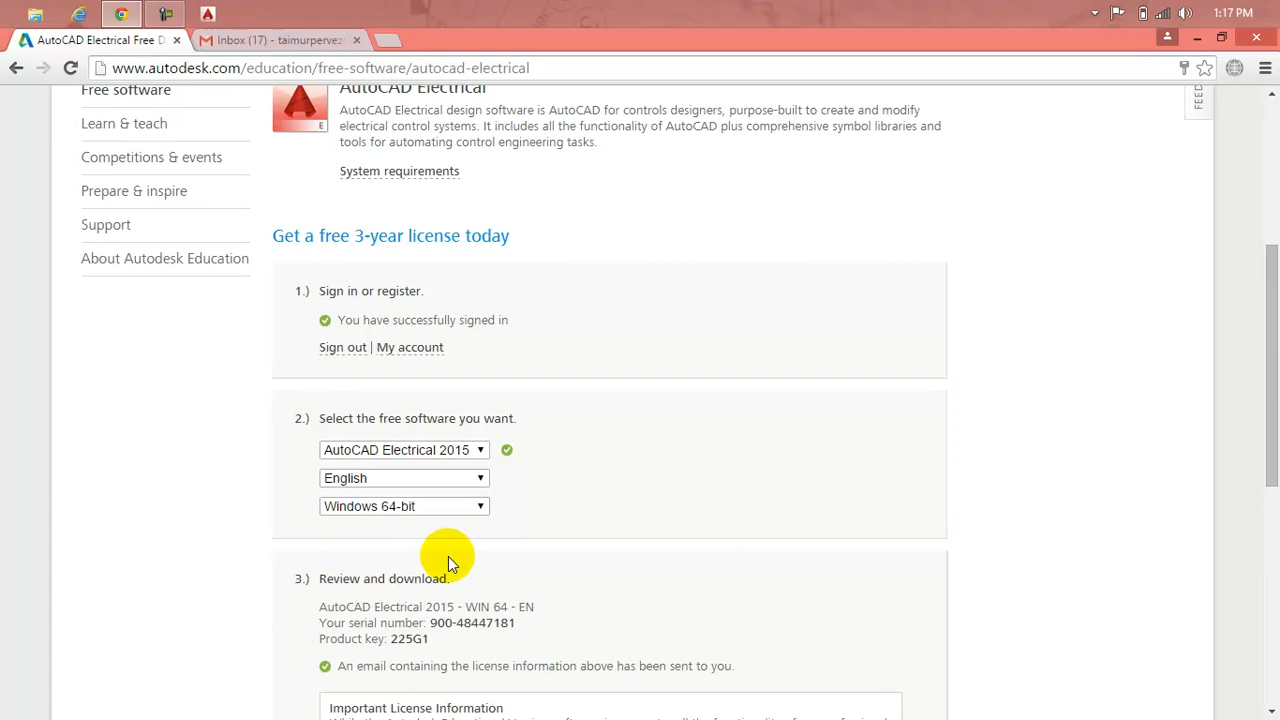 1:17 PM
AutoCAD Electrical Free D
Inbox (17) - taimurpervez
www.autodesk.com/education/free-software/autocad-electrical
Free software
Learn & teach
Competitions & events
Prepare & inspire
Support
About Autodesk Education
FEED
E
AutoCAD Electrical
AutoCAD Electrical design software is AutoCAD for controls designers, purpose-built to create and modify
electrical control systems. It includes all the functionality of AutoCAD plus comprehensive symbol libraries and
tools for automating control engineering tasks.
System requirements
Get a free 3-year license today
1.) Sign in or register.
You have successfully signed in
Sign out | My account
2.) Select the free software you want.
AutoCAD Electrical 2015
English
Windows 64-bit
3.) Review and download.
AutoCAD Electrical 2015 - WIN 64 - EN
Your serial number: 900-48447181
Product key: 225G1
An email containing the license information above has been sent to you.
Important License Information